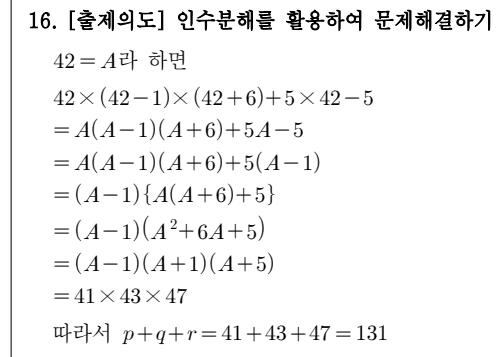 16. [출제의도] 인수분해를 활용하여 문제해결하기
42=A라 하면
42×(42−1)×(42+6)+5×42−5
=A(A−1)(A+6)+5A−5
=A(A−1)(A+6)+5(A−1)
=(A−1){A(A+6)+5}
=(A−1)(A²+6A+5)
=(A−1)(A+1)(A+5)
=41×43×47
따라서 p+q+r=41+43+47=131